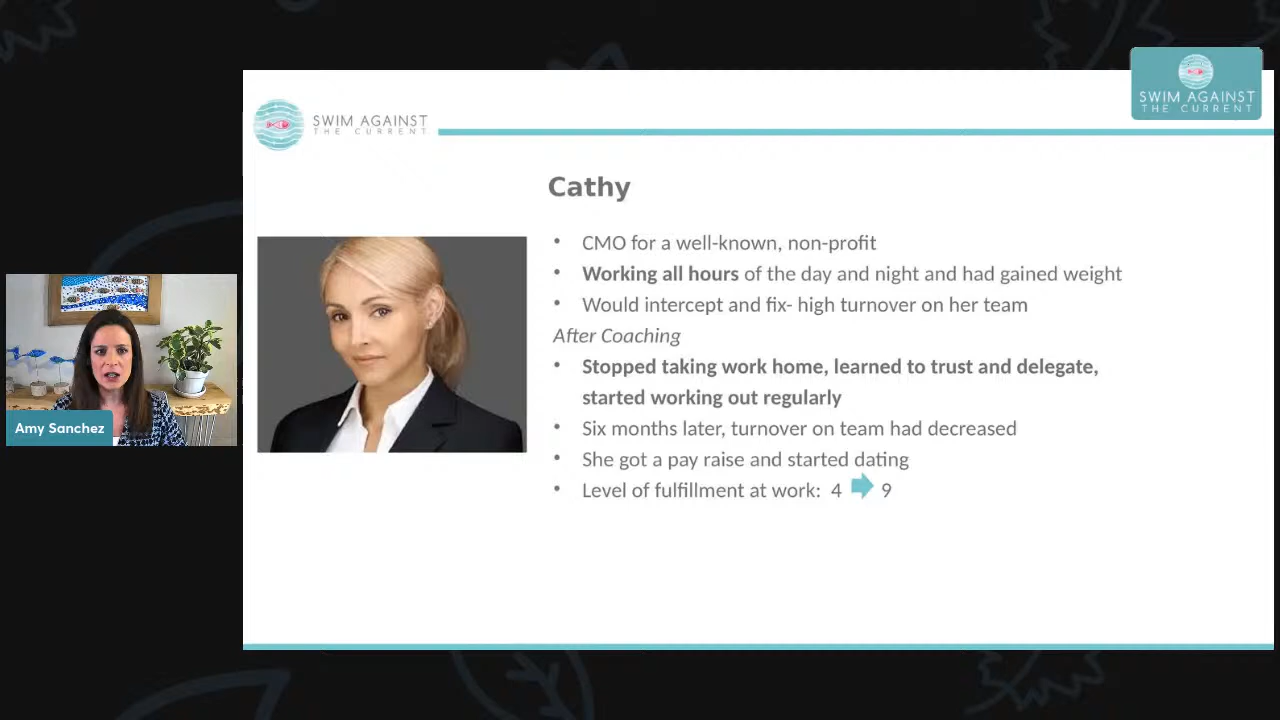 SWIM AGAINST
THE CURRENT
SWIM AGAINST
THE CURRENT
Cathy
• CMO for a well-known, non-profit
• Working all hours of the day and night and had gained weight
• Would intercept and fix- high turnover on her team
After Coaching
• Stopped taking work home, learned to trust and delegate,
started working out regularly
• Six months later, turnover on team had decreased
• She got a pay raise and started dating
• Level of fulfillment at work: 4 9
Amy Sanchez